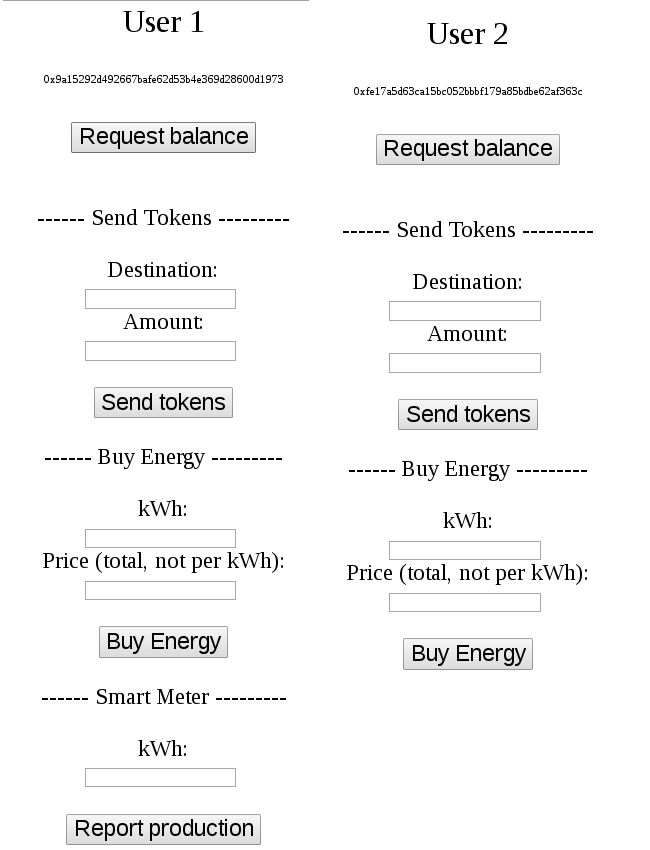 User 1
0x9a15292d492667bafe62d53b4e369d28600d1973
Request balance
------ Send Tokens ---------
Destination:
Amount:
Send tokens
------ Buy Energy ---------
kWh:
Price (total, not per kWh):
Buy Energy
------ Smart Meter ---------
kWh:
Report production
User 2
0xfe17a5d63ca15bc052bbbf179a85bdbe62af363c
Request balance
------ Send Tokens ---------
Destination:
Amount:
Send tokens
------ Buy Energy ---------
kWh:
Price (total, not per kWh):
Buy Energy